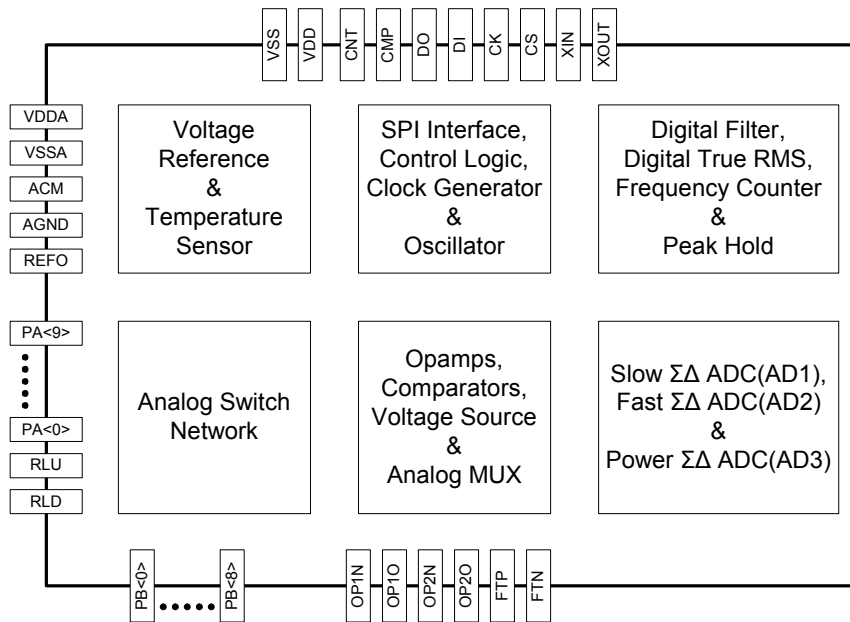 VSS
VDD
CNT
CMP
DO
DI
CK
CS
XIN
XOUT
VDDA
VSSA
ACM
AGND
REFO
Voltage
Reference
&
Temperature
Sensor
SPI Interface,
Control Logic,
Clock Generator
&
Oscillator
Digital Filter,
Digital True RMS,
Frequency Counter
&
Peak Hold
PA<9>
PA<0>
RLU
RLD
Analog Switch
Network
Opamps,
Comparators,
Voltage Source
&
Analog MUX
Slow ΣΔ ADC(AD1),
Fast ΣΔ ADC(AD2)
&
Power ΣΔ ADC(AD3)
PB<0>
PB<8>
OP1N
OP1O
OP2N
OP2O
FTP
FTN